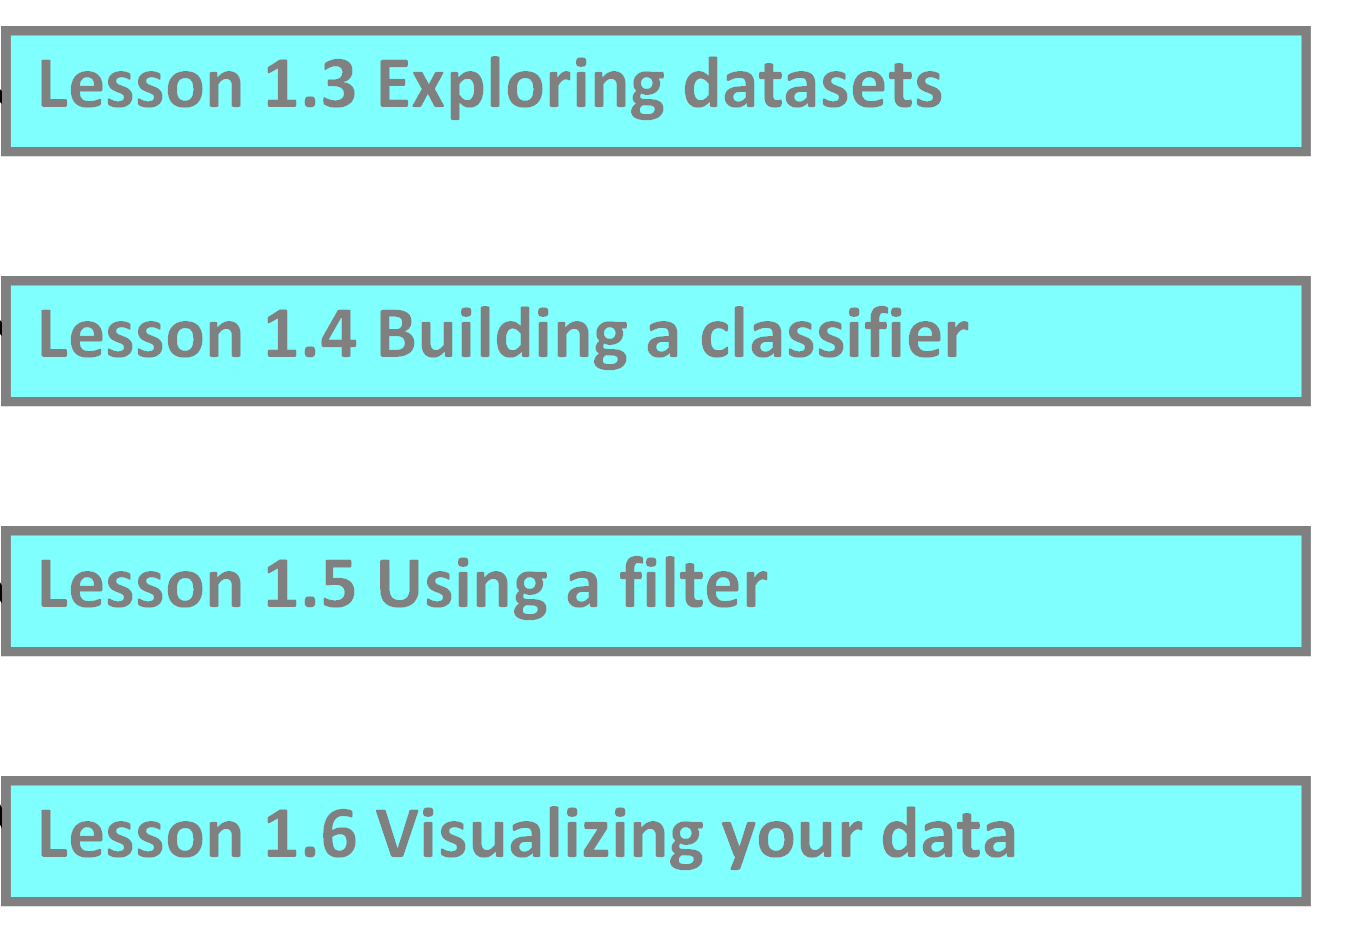 Lesson 1.3 Exploring datasets
Lesson 1.4 Building a classifier
Lesson 1.5 Using a filter
Lesson 1.6 Visualizing your data